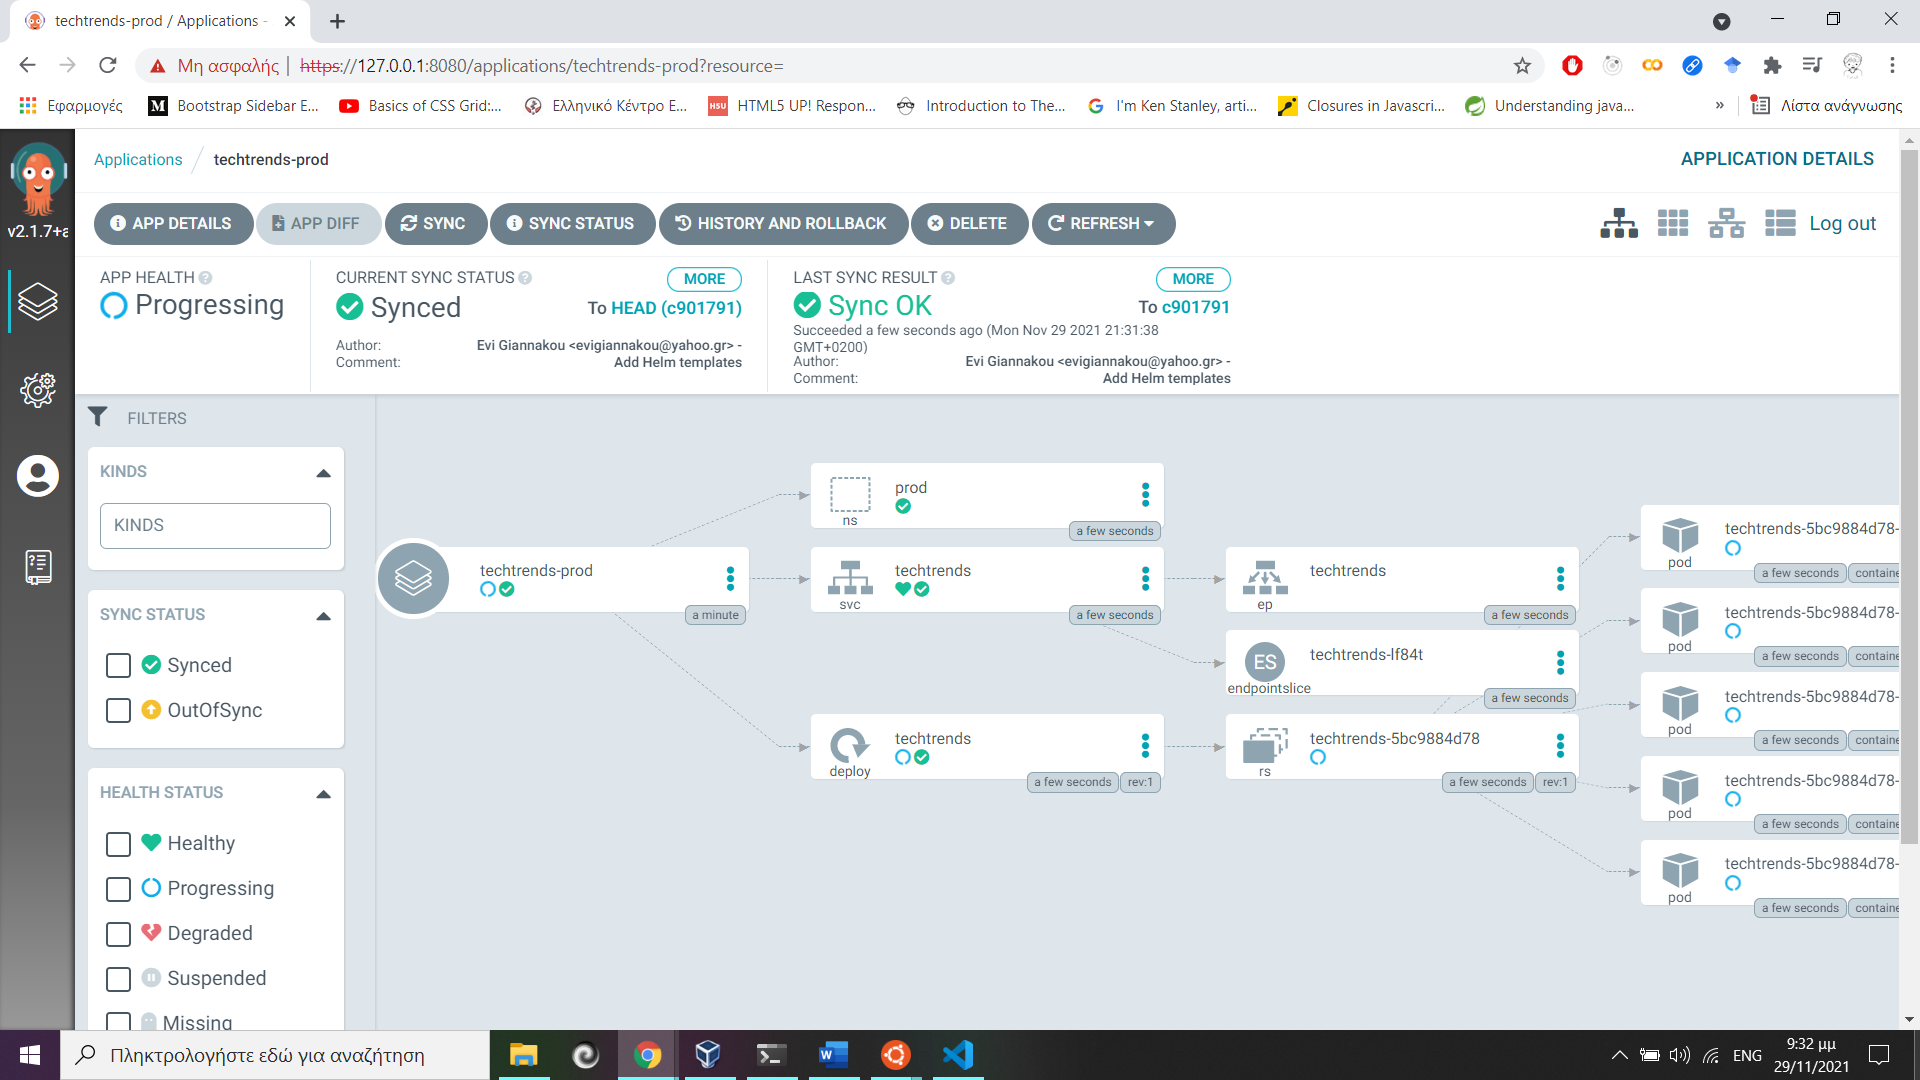 techtrends-prod / Applications -
Μη ασφαλής | https://127.0.0.1:8080/applications/techtrends-prod?resource=
Εφαρμογές
Bootstrap Sidebar E...
Basics of CSS Grid:...
Ελληνικό Κέντρο Ε...
HSU
HTML5 UP! Respon...
Introduction to The...
I'm Ken Stanley, arti...
Closures in Javascri...
Understanding java...
»
Λίστα ανάγνωσης
v2.1.7+a
Applications / techtrends-prod
APPLICATION DETAILS
APP DETAILS
APP DIFF
SYNC
SYNC STATUS
HISTORY AND ROLLBACK
DELETE
REFRESH
Log out
APP HEALTH
Progressing
CURRENT SYNC STATUS
MORE
Synced
To HEAD (c901791)
Author: Evi Giannakou <evigiannakou@yahoo.gr> -
Comment: Add Helm templates
LAST SYNC RESULT
MORE
Sync OK
To c901791
Succeeded a few seconds ago (Mon Nov 29 2021 21:31:38
GMT+0200)
Author: Evi Giannakou <evigiannakou@yahoo.gr> -
Comment: Add Helm templates
FILTERS
KINDS
KINDS
SYNC STATUS
Synced
OutOfSync
HEALTH STATUS
Healthy
Progressing
Degraded
Suspended
Missing
techtrends-prod
a minute
prod
ns
a few seconds
techtrends
svc
a few seconds
techtrends
deploy
a few seconds
rev:1
techtrends
ep
a few seconds
ES
techtrends-lf84t
endpointslice
a few seconds
techtrends-5bc9884d78
rs
a few seconds
rev:1
techtrends-5bc9884d78-
pod
a few seconds
containe
techtrends-5bc9884d78-
pod
a few seconds
containe
techtrends-5bc9884d78-
pod
a few seconds
containe
techtrends-5bc9884d78-
pod
a few seconds
containe
techtrends-5bc9884d78-
pod
a few seconds
containe
Πληκτρολογήστε εδώ για αναζήτηση
ENG
9:32 μμ
29/11/2021